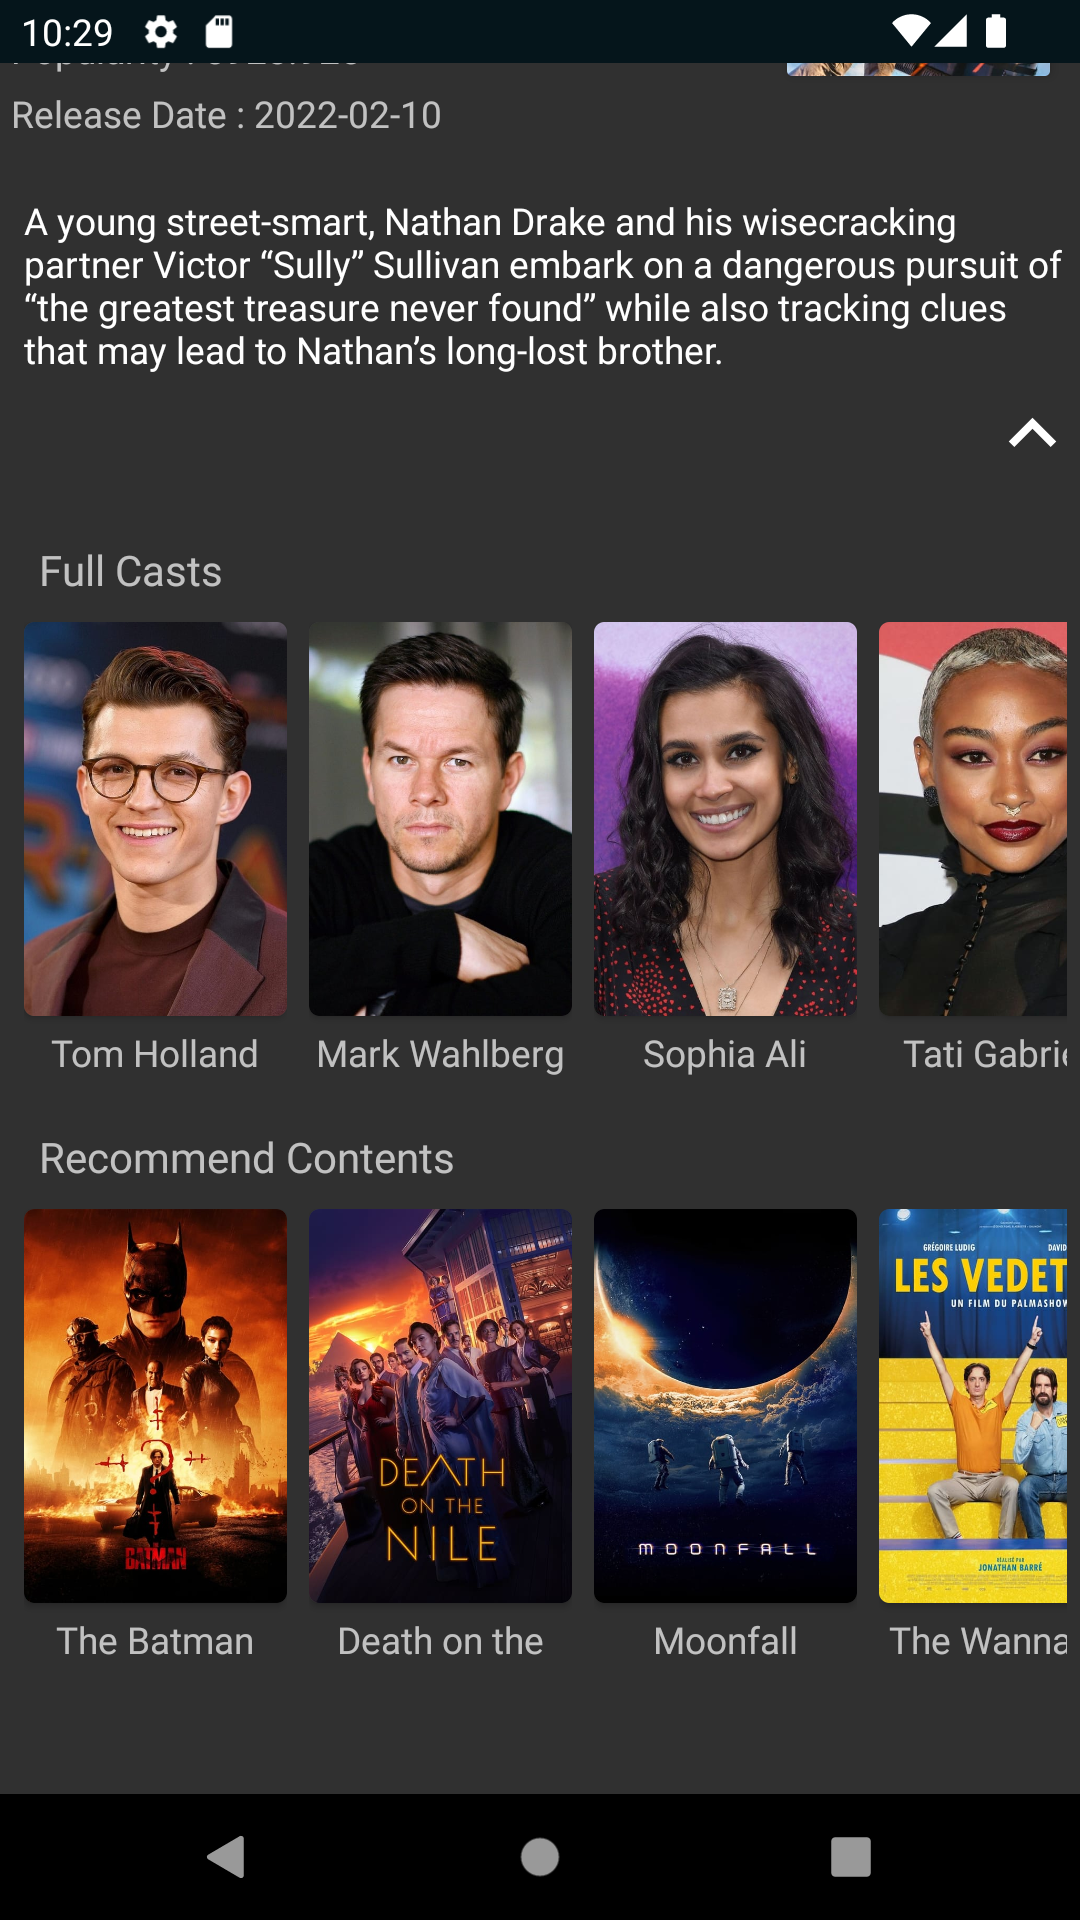 10:29
Release Date : 2022-02-10
A young street-smart, Nathan Drake and his wisecracking
partner Victor “Sully” Sullivan embark on a dangerous pursuit of
“the greatest treasure never found” while also tracking clues
that may lead to Nathan’s long-lost brother.
Full Casts
Tom Holland
Mark Wahlberg
Sophia Ali
Tati Gabrie
Recommend Contents
BATMAN
DEATH
ON THE
NILE
MOONFALL
GRÉGOIRE LUDIG
DAVID
LES VEDET
UN FILM DU PALMASHOW
RÉALISÉ PAR
JONATHAN BARRÉ
The Batman
Death on the
Moonfall
The Wanna